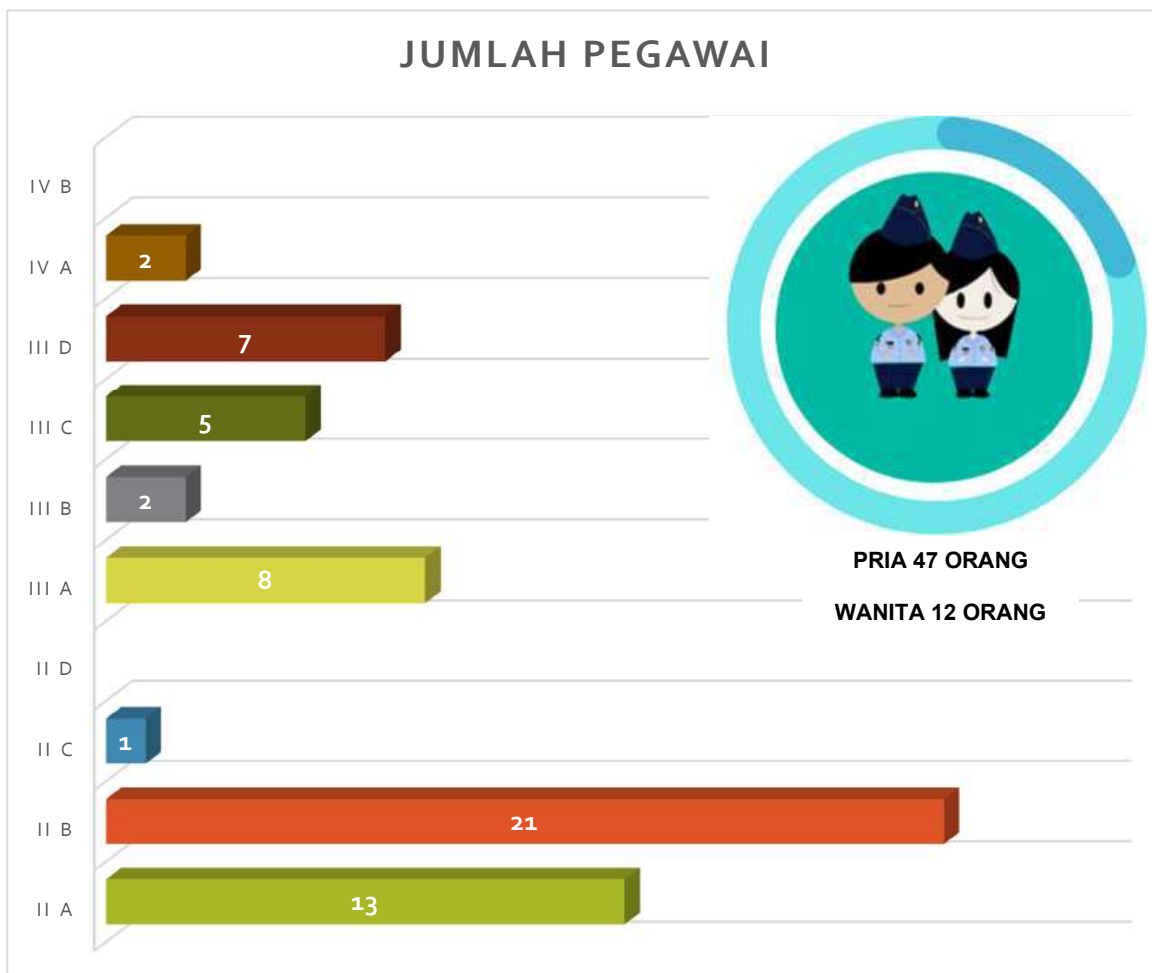 JUMLAH PEGAWAI
IV B
IV A
2
III D
7
III C
5
III B
2
III A
8
II D
II C
1
II B
21
II A
13
PRIA 47 ORANG
WANITA 12 ORANG